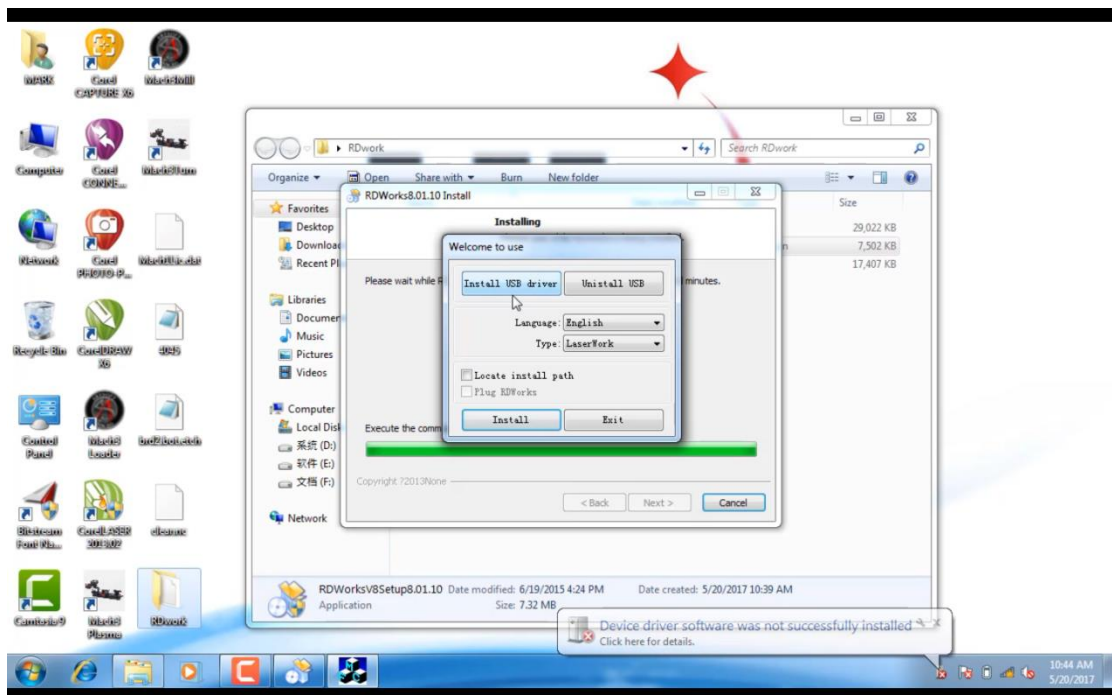 MARK
Corel
CAPTURE X6
Mach3Mill
Computer
Corel
CONNE...
Mach3Turn
Network
Corel
PHOTO-P...
Recycle Bin
CorelDRAW
X6
4045
Control
Panel
Mach3
Loader
Bitstream
Font Na...
CorelLASER
2013.02
Camtasia 9
Mach3
Plasma
RDwork
RDwork
Search RDwork
Organize
Open
Share with
Burn
New folder
Size
29,022 KB
7,502 KB
17,407 KB
Favorites
Desktop
Downloa
Recent Pl
Libraries
Documer
Music
Pictures
Videos
Computer
Local Disk
系统 (D:)
软件 (E:)
文档 (F:)
Network
RDWorks8.01.10 Install
Installing
Please wait while R
minutes.
Execute the comm
Copyright ?2013None
< Back
Next >
Cancel
Welcome to use
Install USB driver
Unistall USB
Language:
English
Type:
LaserWork
Locate install path
Plug RDWorks
Install
Exit
RDWorksV8Setup8.01.10 Date modified: 6/19/2015 4:24 PM Date created: 5/20/2017 10:39 AM
Application Size: 7.32 MB
Device driver software was not successfully installed
Click here for details.
10:44 AM
5/20/2017